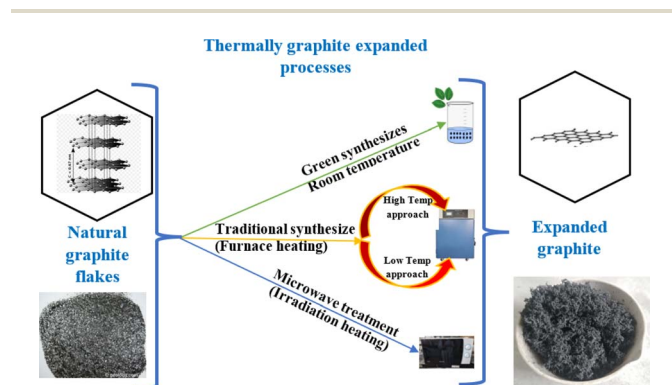 Thermally graphite expanded
processes
Natural
graphite
flakes
Green synthesizes
Room temperature
Traditional synthesize
(Furnace heating)
High Temp
approach
Low Temp
approach
Microwave treatment
(Irradiation heating)
Expanded
graphite